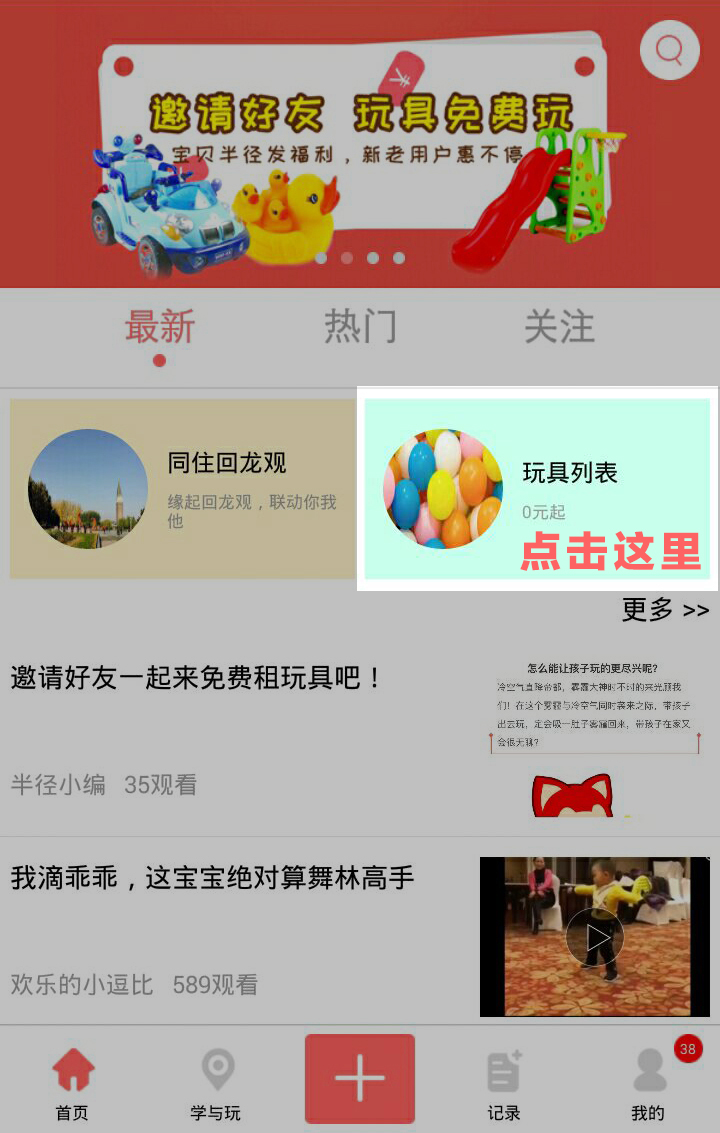 邀请好友 玩具免费玩
宝贝半径发福利，新老用户惠不停
最新
热门
关注
同住回龙观
缘起回龙观，联动你我
他
玩具列表
0元起
点击这里
更多 >>
邀请好友一起来免费租玩具吧！
半径小编 35观看
怎么能让孩子玩的更尽兴呢?
冷空气直降帝都，雾霾大神时不时的来光顾我
们！在这个雾霾与冷空气同时袭来之际，带孩子
出去玩，定会吸一肚子雾霾回来，带孩子在家又
会很无聊?
我滴乖乖，这宝宝绝对算舞林高手
欢乐的小逗比 589观看
38
首页
学与玩
记录
我的